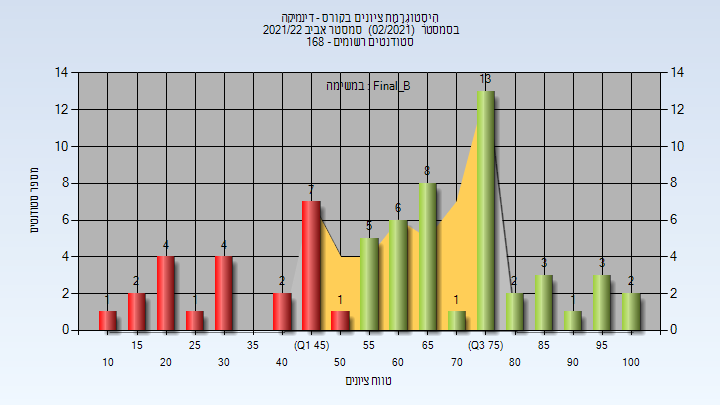 הִיסְטוֹגְרָמַת ציונים בקורס - דינמיקה
בסמסטר (02/2021) סמסטר אביב 2021/22
סטודנטים רשומים - 168
במשימה : Final_B
מספר סטודנטים
14 12 10 8 6 4 2 0
14 12 10 8 6 4 2 0
1 2 4 1 4 2 7 1 5 6 8 1 13 2 3 1 3 2
15 25 35 (Q1 45) 55 65 (Q3 75) 85 95
10 20 30 40 50 60 70 80 90 100
טווח ציונים